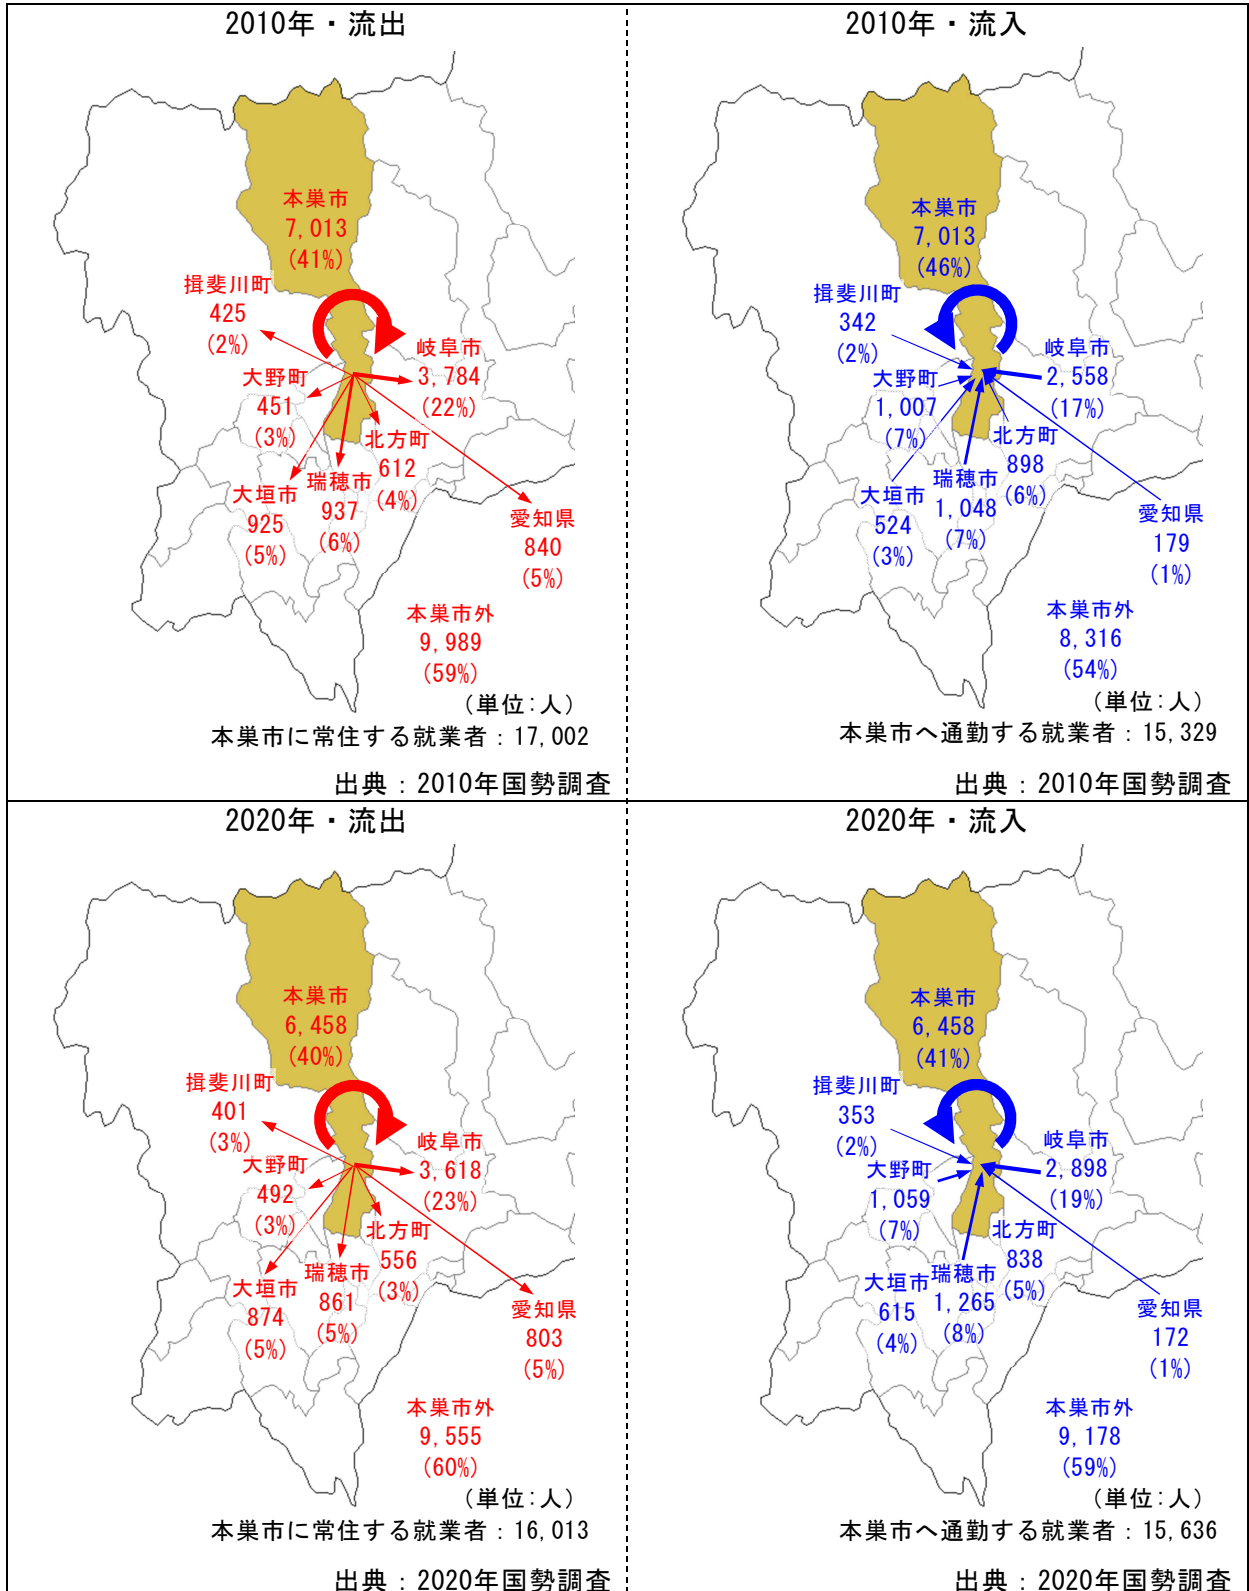 2010年・流出
本巣市
7,013
(41%)
揖斐川町
425
(2%)
岐阜市
3,784
(22%)
大野町
451
(3%)
北方町
612
(4%)
瑞穂市
937
(6%)
大垣市
925
(5%)
愛知県
840
(5%)
本巣市外
9,989
(59%)
(単位:人)
本巣市に常住する就業者:17,002
出典:2010年国勢調査
2010年・流入
本巣市
7,013
(46%)
揖斐川町
342
(2%)
岐阜市
2,558
(17%)
大野町
1,007
(7%)
北方町
898
(6%)
瑞穂市
1,048
(7%)
大垣市
524
(3%)
愛知県
179
(1%)
本巣市外
8,316
(54%)
(単位:人)
本巣市へ通勤する就業者:15,329
出典:2010年国勢調査
2020年・流出
本巣市
6,458
(40%)
揖斐川町
401
(3%)
岐阜市
3,618
(23%)
大野町
492
(3%)
北方町
556
(3%)
瑞穂市
861
(5%)
大垣市
874
(5%)
愛知県
803
(5%)
本巣市外
9,555
(60%)
(単位:人)
本巣市に常住する就業者:16,013
出典:2020年国勢調査
2020年・流入
本巣市
6,458
(41%)
揖斐川町
353
(2%)
岐阜市
2,898
(19%)
大野町
1,059
(7%)
北方町
838
(5%)
瑞穂市
1,265
(8%)
大垣市
615
(4%)
愛知県
172
(1%)
本巣市外
9,178
(59%)
(単位:人)
本巣市へ通勤する就業者:15,636
出典:2020年国勢調査